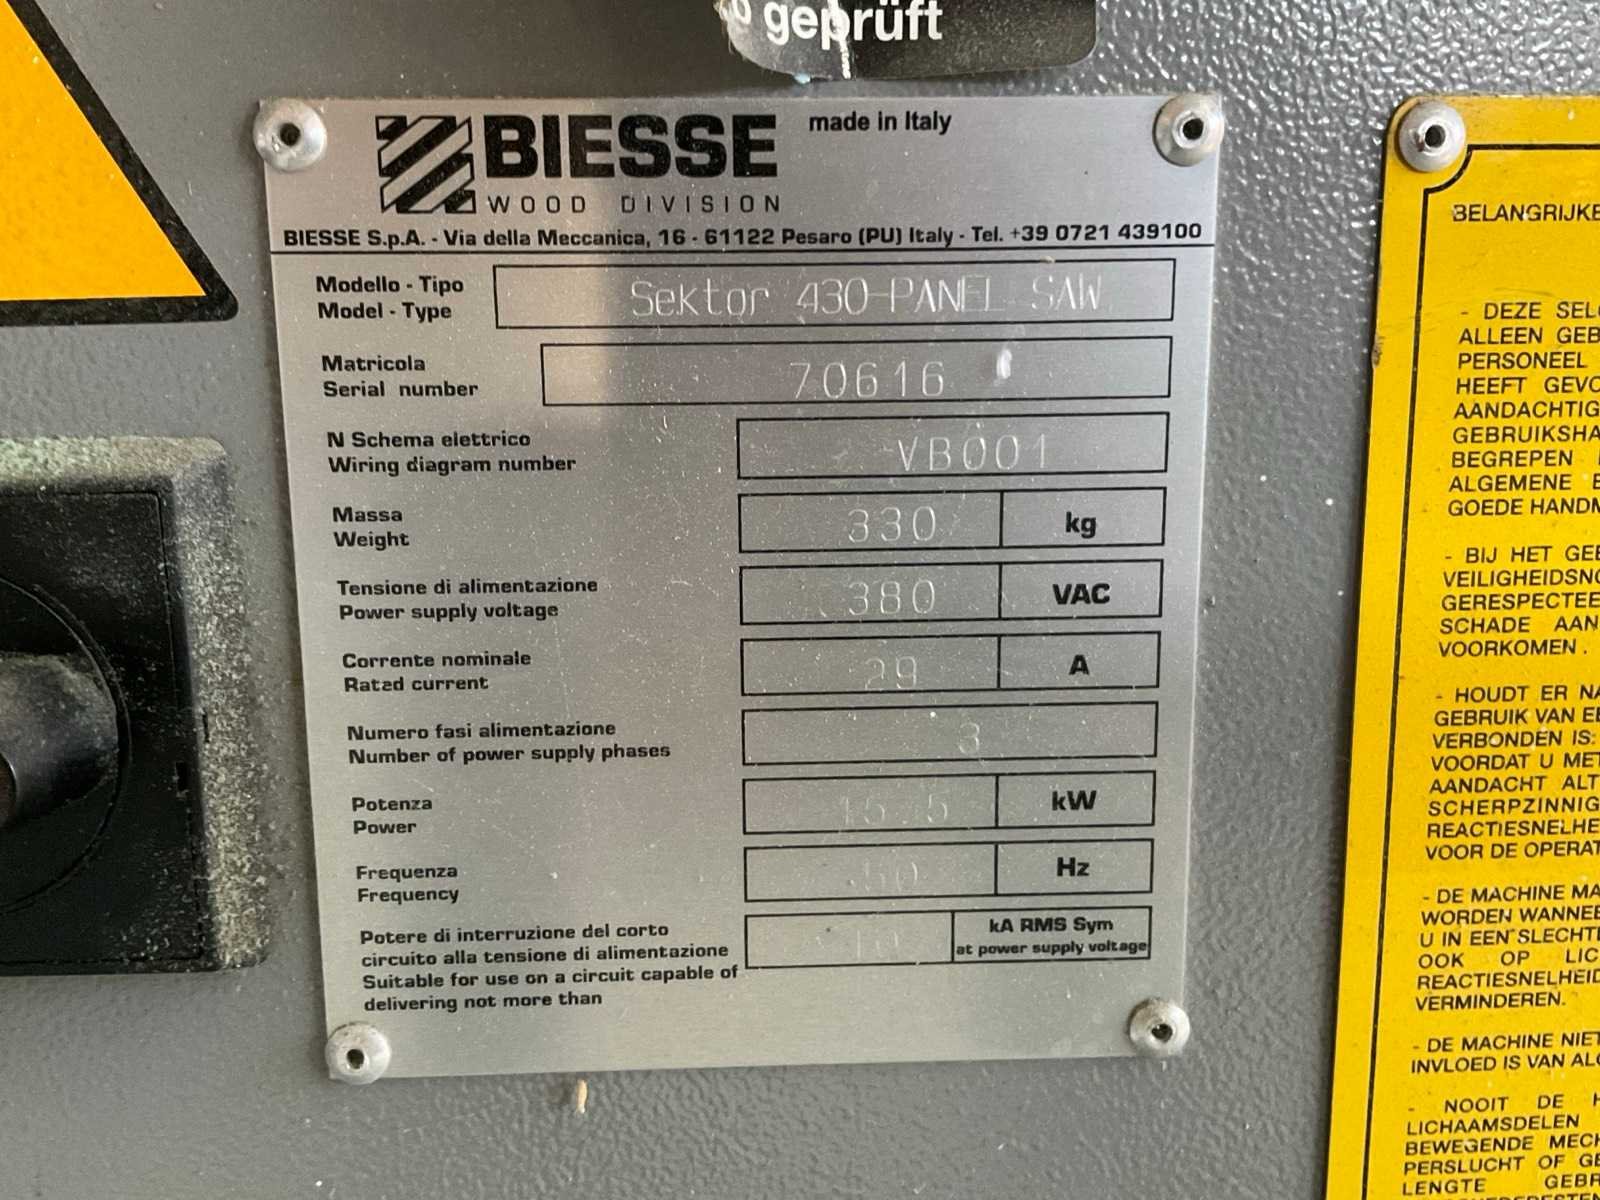 geprüft
BIESSE made in Italy
WOOD DIVISION
BIESSE S.p.A. - Via della Meccanica, 16 - 61122 Pesaro (PU) Italy - Tel. +39 0721 439100
Modello - Tipo
Model - Type
Sektor 430-PANEL SAW
Matricola
Serial number
70616
N Schema elettrico
Wiring diagram number
VB001
Massa
Weight
330 kg
Tensione di alimentazione
Power supply voltage
380 VAC
Corrente nominale
Rated current
29 A
Numero fasi alimentazione
Number of power supply phases
3
Potenza
Power
15.5 kW
Frequenza
Frequency
50 Hz
Potere di interruzione del corto
circuito alla tensione di alimentazione
Suitable for use on a circuit capable of
delivering not more than
10
kA RMS Sym
at power supply voltage
BELANGRIJKE
- DEZE
ALLEEN
PERSONEEL
HEEFT
AANDACHTIG
BEGREPEN
ALGEMENE
GOEDE
- BIJ HET
SCHADE AAN
VOORKOMEN .
- HOUDT ER
GEBRUIK VAN
VERBONDEN IS:
VOORDAT U MET
AANDACHT
VOOR DE
- DE MACHINE
WORDEN
U IN EEN
OOK OP
VERMINDEREN.
- DE MACHINE NIET
INVLOED IS VAN
- NOOIT DE
LICHAAMSDELEN
BEWEGENDE
PERSLUCHT OF
LENGTE